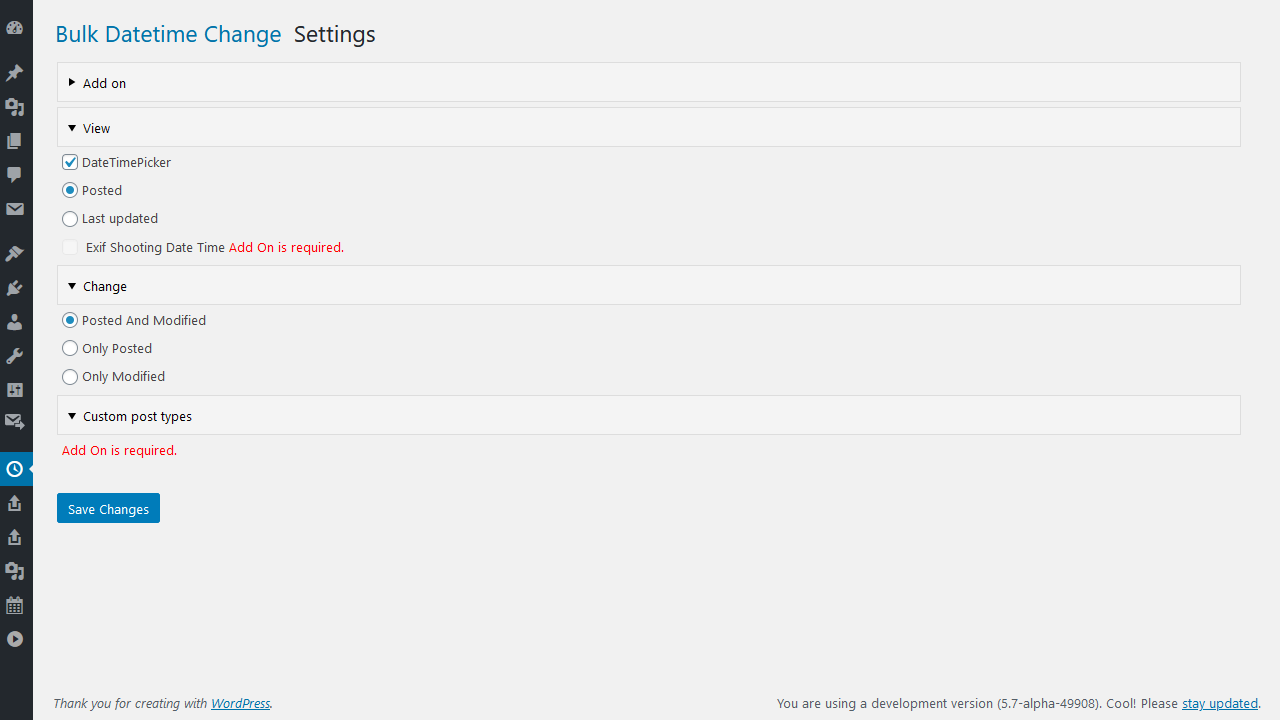 Bulk Datetime Change Settings
Add on
View
DateTimePicker
Posted
Last updated
Exif Shooting Date Time Add On is required.
Change
Posted And Modified
Only Posted
Only Modified
Custom post types
Add On is required.
Save Changes
Thank you for creating with WordPress.
You are using a development version (5.7-alpha-49908). Cool! Please stay updated.